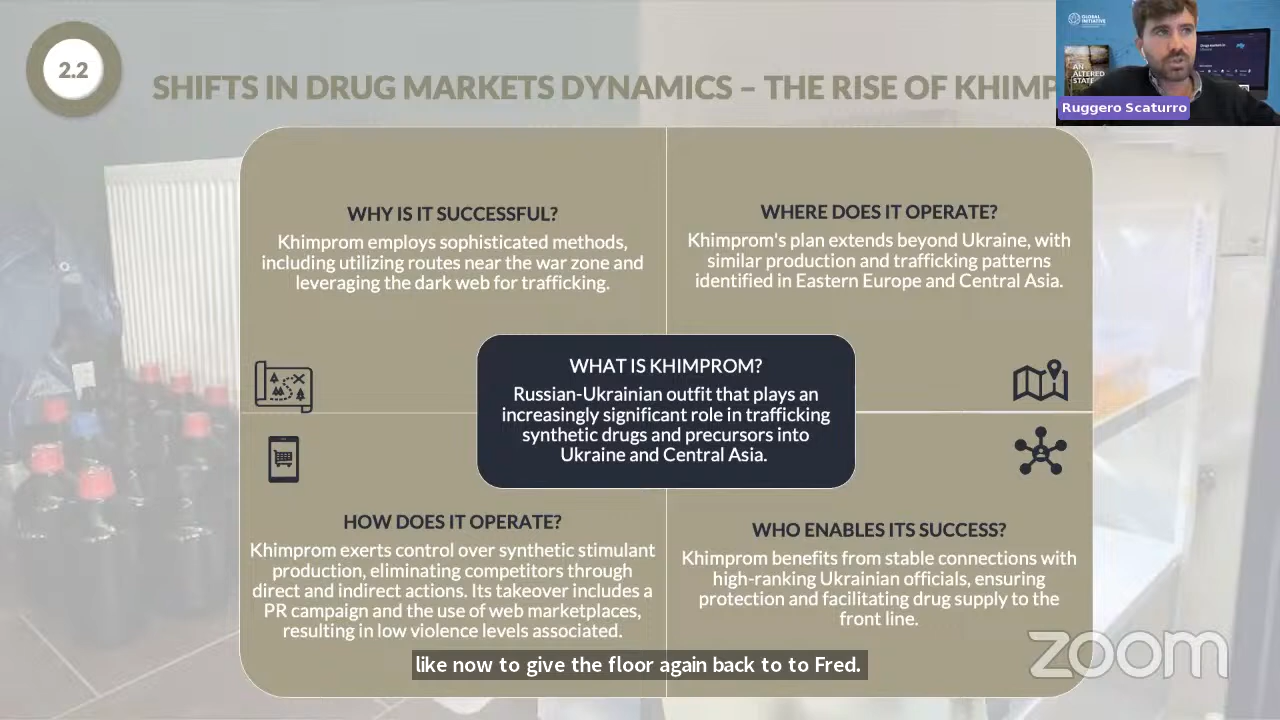 2.2
SHIFTS IN DRUG MARKETS DYNAMICS – THE RISE OF KHIMP
GLOBAL
INITIATIVE
AN
ALTERED
STATE
Ruggero Scaturro
WHY IS IT SUCCESSFUL?
Khimprom employs sophisticated methods,
including utilizing routes near the war zone and
leveraging the dark web for trafficking.
WHERE DOES IT OPERATE?
Khimprom's plan extends beyond Ukraine, with
similar production and trafficking patterns
identified in Eastern Europe and Central Asia.
WHAT IS KHIMPROM?
Russian-Ukrainian outfit that plays an
increasingly significant role in trafficking
synthetic drugs and precursors into
Ukraine and Central Asia.
HOW DOES IT OPERATE?
Khimprom exerts control over synthetic stimulant
production, eliminating competitors through
direct and indirect actions. Its takeover includes a
PR campaign and the use of web marketplaces,
resulting in low violence levels associated.
WHO ENABLES ITS SUCCESS?
Khimprom benefits from stable connections with
high-ranking Ukrainian officials, ensuring
protection and facilitating drug supply to the
front line.
zoom
like now to give the floor again back to to Fred.